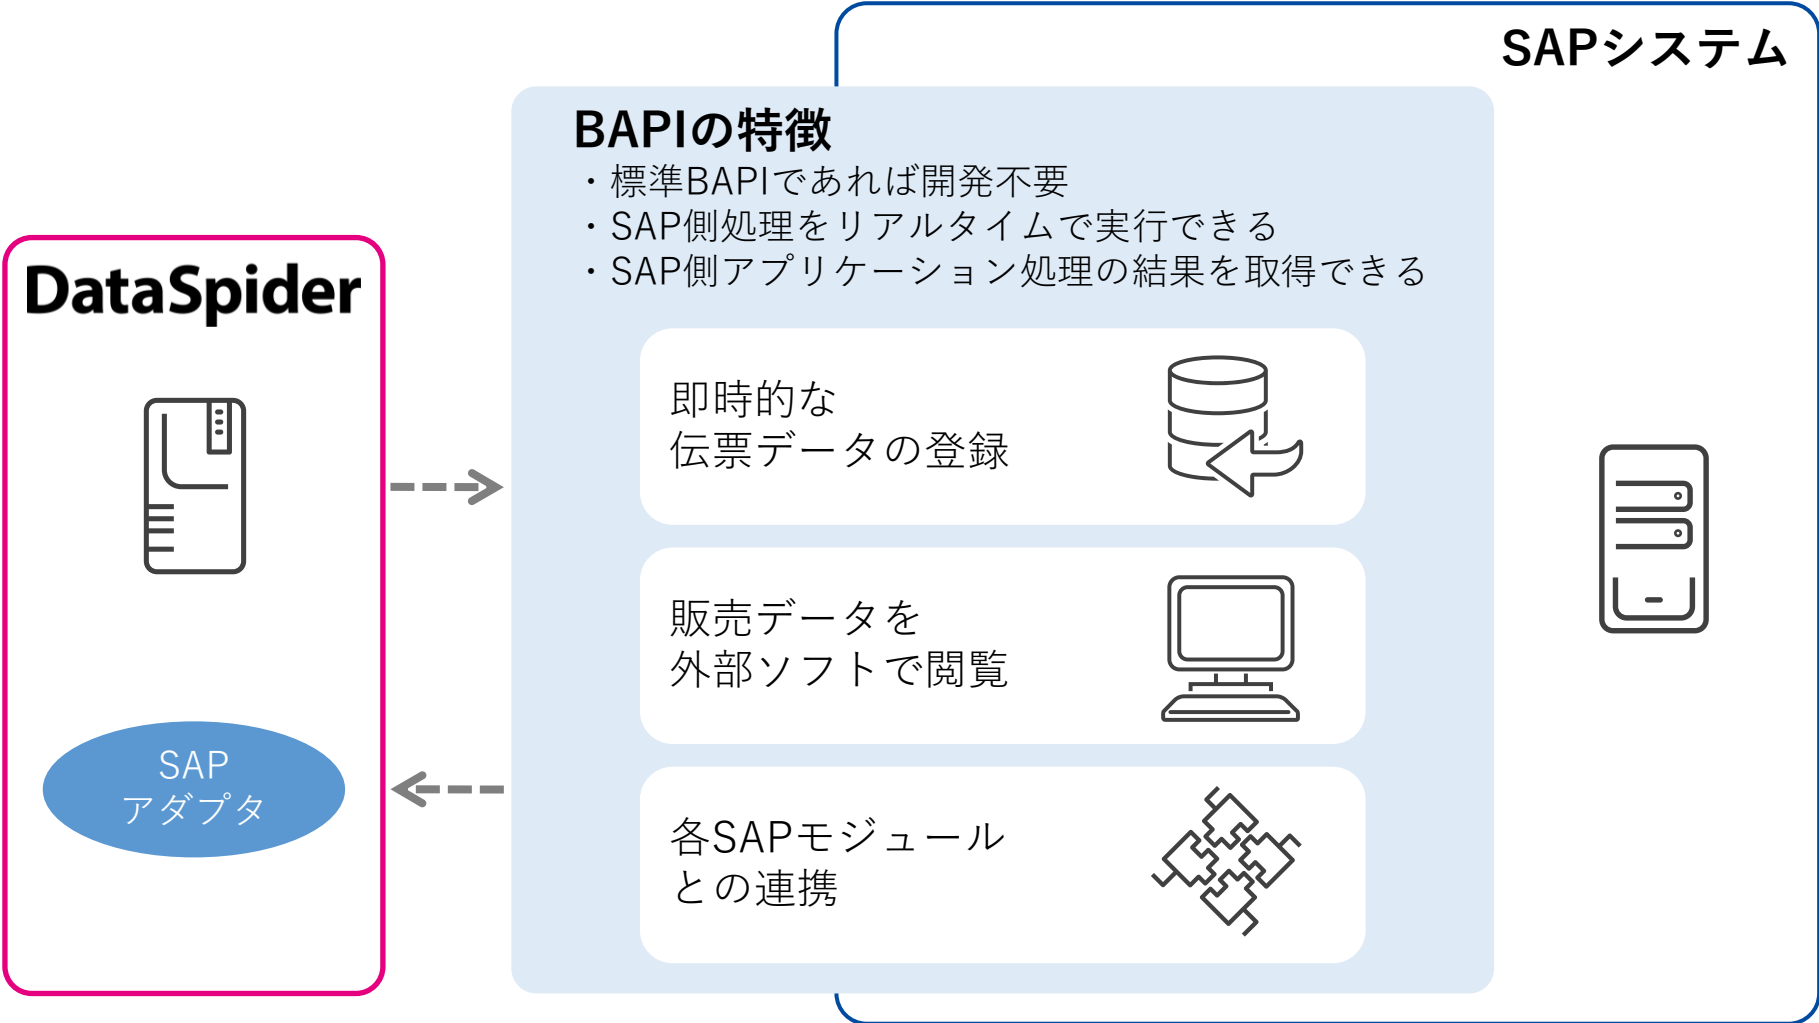 SAPシステム
BAPIの特徴
・標準BAPIであれば開発不要
・SAP側処理をリアルタイムで実行できる
・SAP側アプリケーション処理の結果を取得できる
DataSpider
即時的な
伝票データの登録
販売データを
外部ソフトで閲覧
SAP
アダプタ
各SAPモジュール
との連携